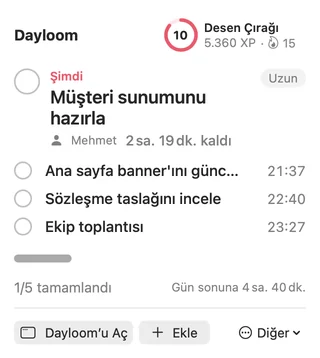 Dayloom
10
Desen Çırağı
5.360 XP · 15
Şimdi
Uzun
Müşteri sunumunu
hazırla
Mehmet 2 sa. 19 dk. kaldı
Ana sayfa banner'ını günc... 21:37
Sözleşme taslağını incele 22:40
Ekip toplantısı 23:27
1/5 tamamlandı Gün sonuna 4 sa. 40 dk.
Dayloom’u Aç + Ekle Diğer